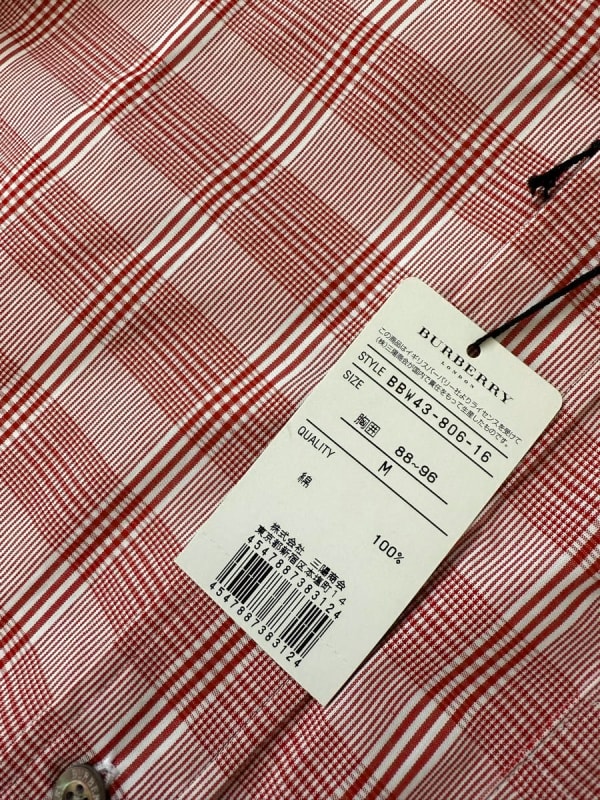 BURBERRY
LONDON
この商品はイギリスバーバリー社よりライセンスを受けて
(株)三陽商会が国内で責任をもって生産したものです。
STYLE BBW43-806-16
SIZE
胸囲 88~96
M
QUALITY
綿 100%
株式会社 三陽商会
東京都新宿区本塩町14
4547887383124
4547887383124